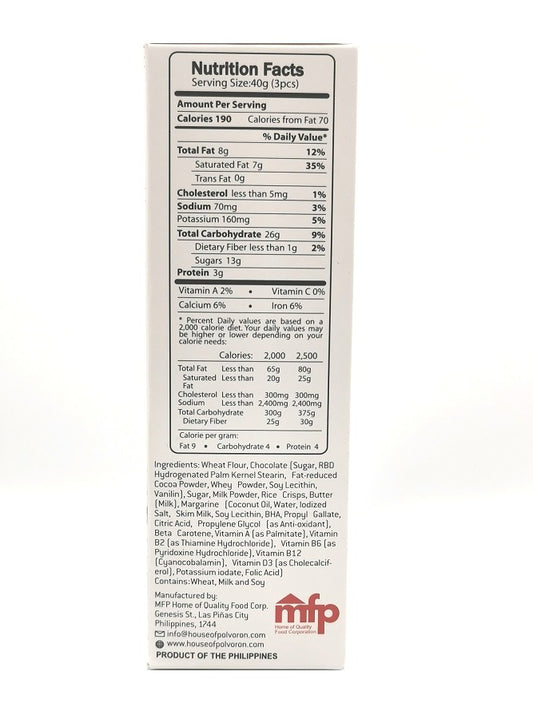 Nutrition Facts
Serving Size:40g (3pcs)
Amount Per Serving
Calories 190 Calories from Fat 70
% Daily Value*
Total Fat 8g 12%
Saturated Fat 7g 35%
Trans Fat 0g
Cholesterol less than 5mg 1%
Sodium 70mg 3%
Potassium 160mg 5%
Total Carbohydrate 26g 9%
Dietary Fiber less than 1g 2%
Sugars 13g
Protein 3g
Vitamin A 2% • Vitamin C 0%
Calcium 6% • Iron 6%
* Percent Daily values are based on a
2,000 calorie diet. Your daily values may
be higher or lower depending on your
calorie needs:
Calories: 2,000 2,500
Total Fat Less than 65g 80g
Saturated Less than 20g 25g
Fat
Cholesterol Less than 300mg 300mg
Sodium Less than 2,400mg 2,400mg
Total Carbohydrate 300g 375g
Dietary Fiber 25g 30g
Calorie per gram:
Fat 9 • Carbohydrate 4 • Protein 4
Ingredients: Wheat Flour, Chocolate (Sugar, RBD
Hydrogenated Palm Kernel Stearin, Fat-reduced
Cocoa Powder, Whey Powder, Soy Lecithin,
Vanilin), Sugar, Milk Powder, Rice Crisps, Butter
(Milk), Margarine (Coconut Oil, Water, Iodized
Salt, Skim Milk, Soy Lecithin, BHA, Propyl Gallate,
Citric Acid, Propylene Glycol (as Anti-oxidant),
Beta Carotene, Vitamin A (as Palmitate), Vitamin
B2 (as Thiamine Hydrochloride), Vitamin B6 (as
Pyridoxine Hydrochloride), Vitamin B12
(Cyanocobalamin), Vitamin D3 (as Cholecalcif-
erol), Potassium iodate, Folic Acid)
Contains: Wheat, Milk and Soy
Manufactured by:
MFP Home of Quality Food Corp.
Genesis St., Las Piñas City
Philippines, 1744
info@houseofpolvoron.com
www.houseofpolvoron.com
PRODUCT OF THE PHILIPPINES
mfp
Home of Quality
Food Corporation